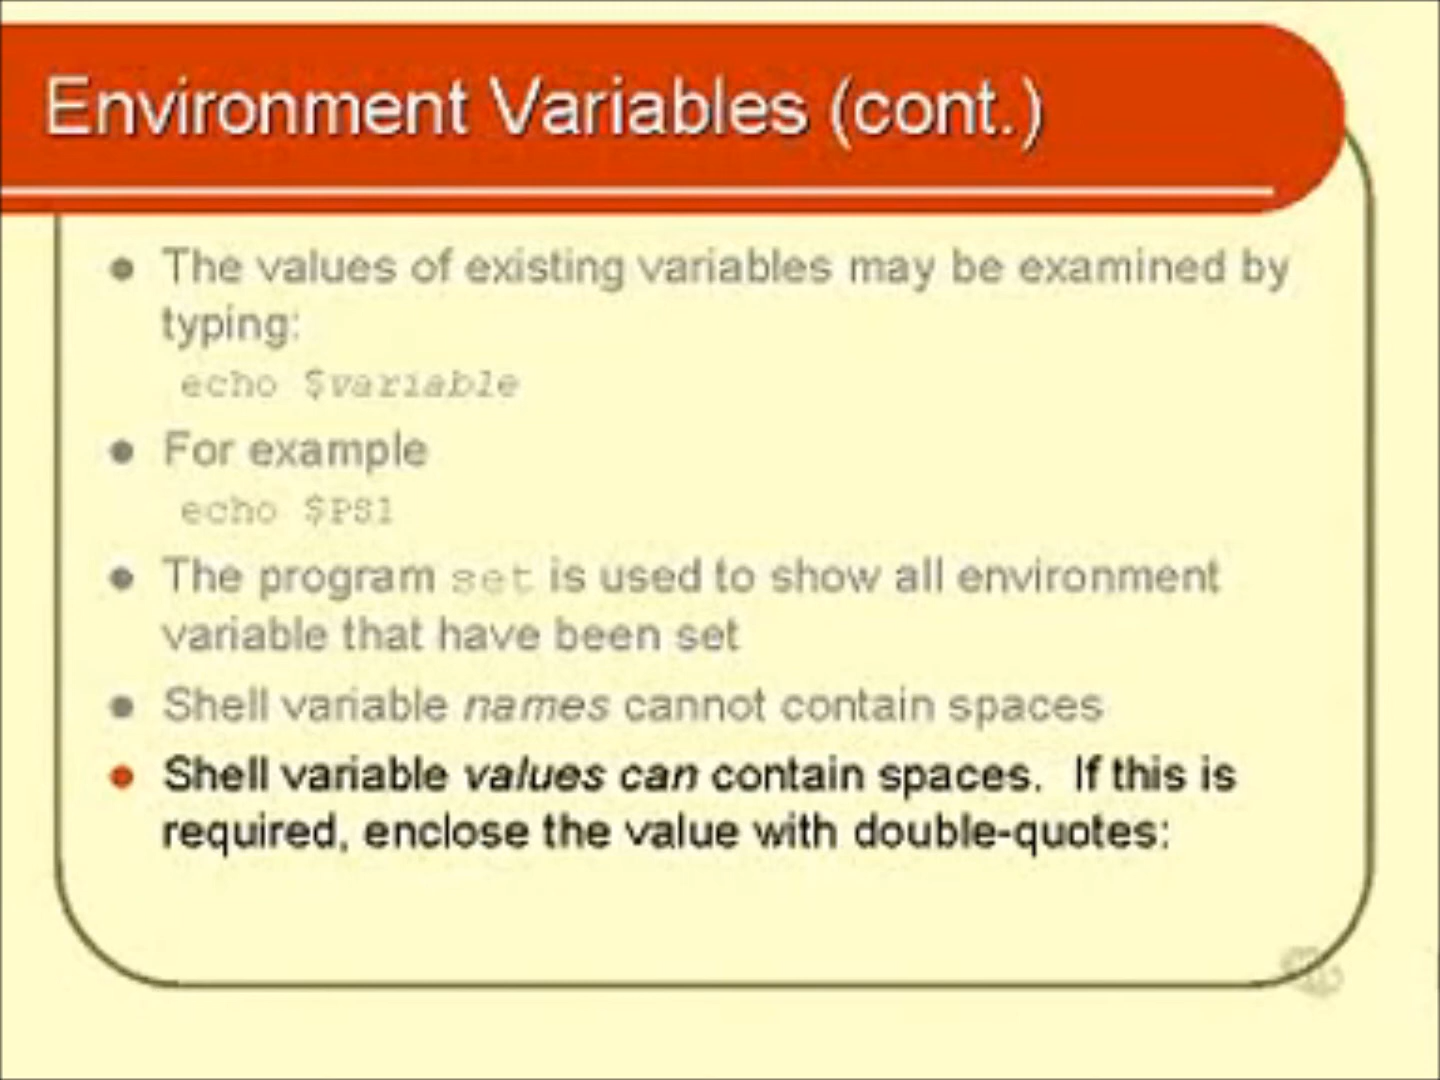 Environment Variables (cont.)
The values of existing variables may be examined by
typing:
echo $variable
For example
echo $PS1
The program set is used to show all environment
variable that have been set
Shell variable names cannot contain spaces
Shell variable values can contain spaces.  If this is
required, enclose the value with double-quotes: